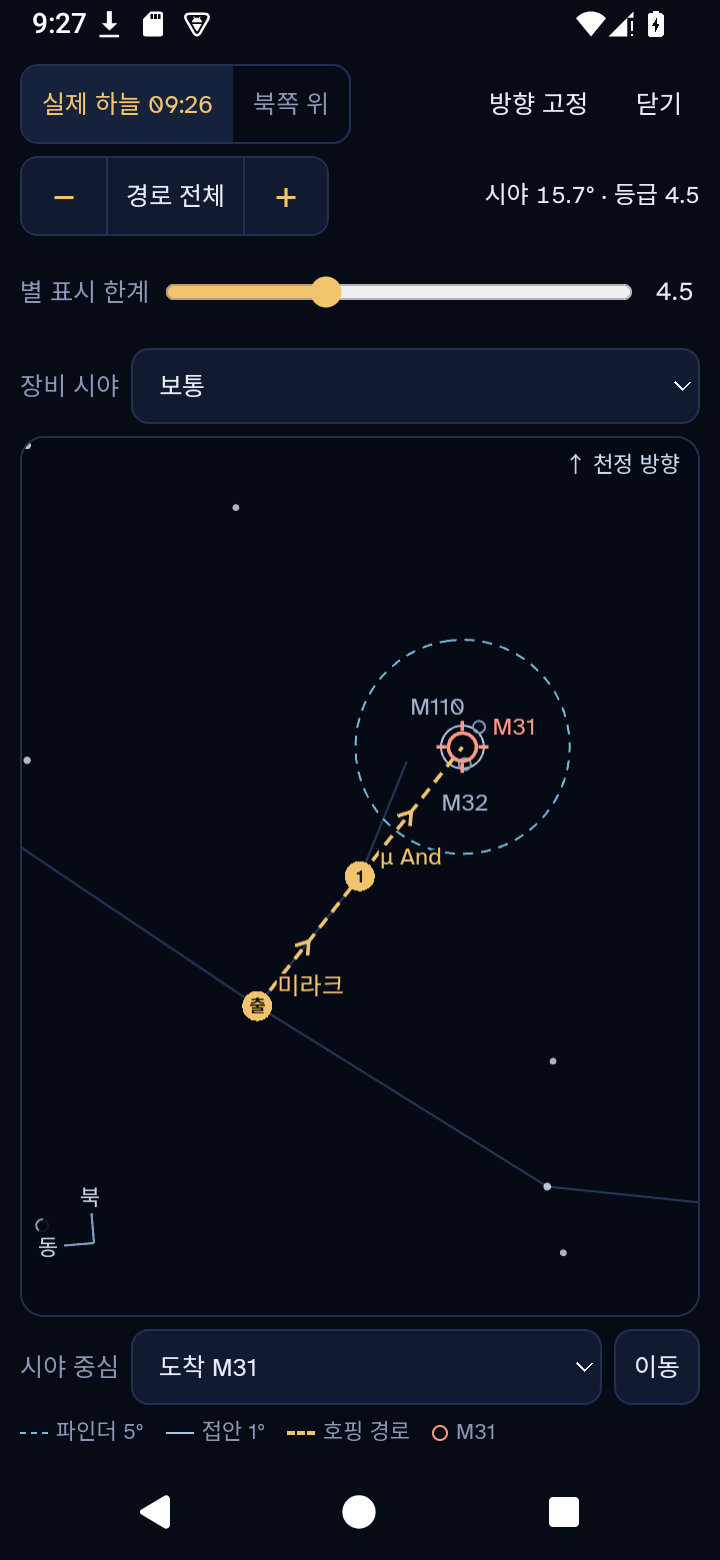 9:27
실제 하늘 09:26
북쪽 위
방향 고정
닫기
−
경로 전체
+
시야 15.7° · 등급 4.5
별 표시 한계
4.5
장비 시야
보통
↑ 천정 방향
M110
M31
M32
μ And
1
미라크
출
북
동
시야 중심
도착 M31
이동
파인더 5°
접안 1°
호핑 경로
M31